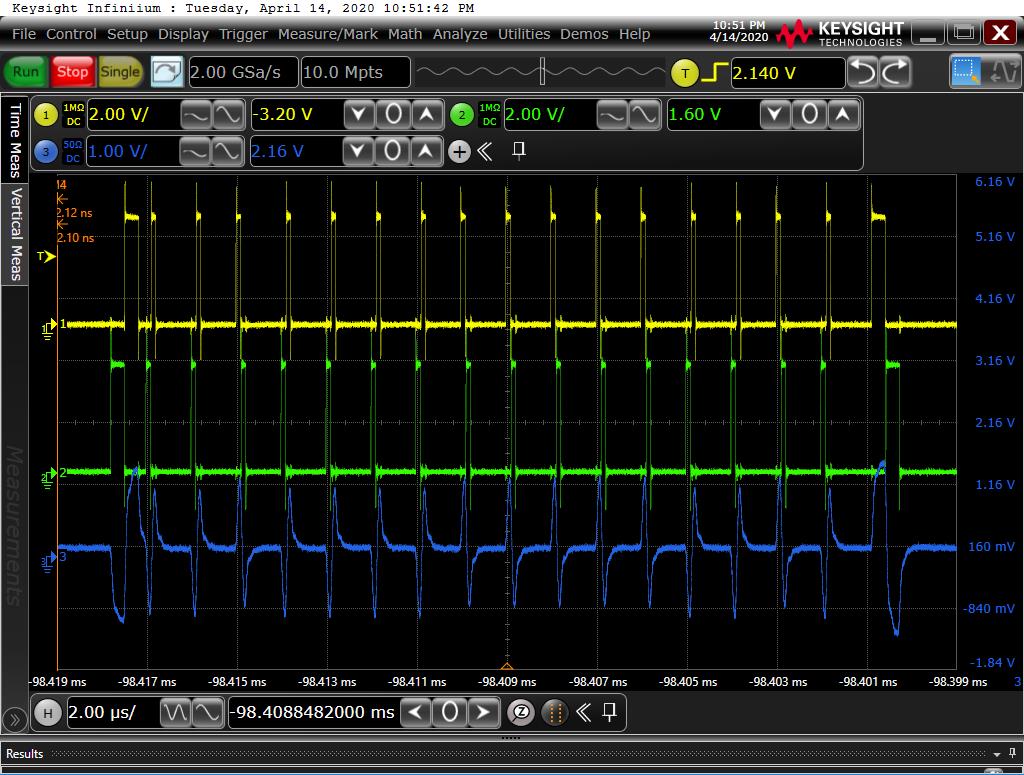 Keysight Infiniium : Tuesday, April 14, 2020 10:51:42 PM
File Control Setup Display Trigger Measure/Mark Math Analyze Utilities Demos Help
10:51 PM
4/14/2020
KEYSIGHT
TECHNOLOGIES
Run Stop Single 2.00 GSa/s 10.0 Mpts T 2.140 V
1 1MΩ DC 2.00 V/ -3.20 V 0 2 1MΩ DC 2.00 V/ 1.60 V 0
3 50Ω DC 1.00 V/ 2.16 V 0
Time Meas
Vertical Meas
Measurements
2.12 ns
2.10 ns
T
1 1
2 2
3 3
6.16 V
5.16 V
4.16 V
3.16 V
2.16 V
1.16 V
160 mV
-840 mV
-1.84 V
-98.419 ms -98.417 ms -98.415 ms -98.413 ms -98.411 ms -98.409 ms -98.407 ms -98.405 ms -98.403 ms -98.401 ms -98.399 ms 3
H 2.00 µs/ -98.4088482000 ms 0 Z
Results